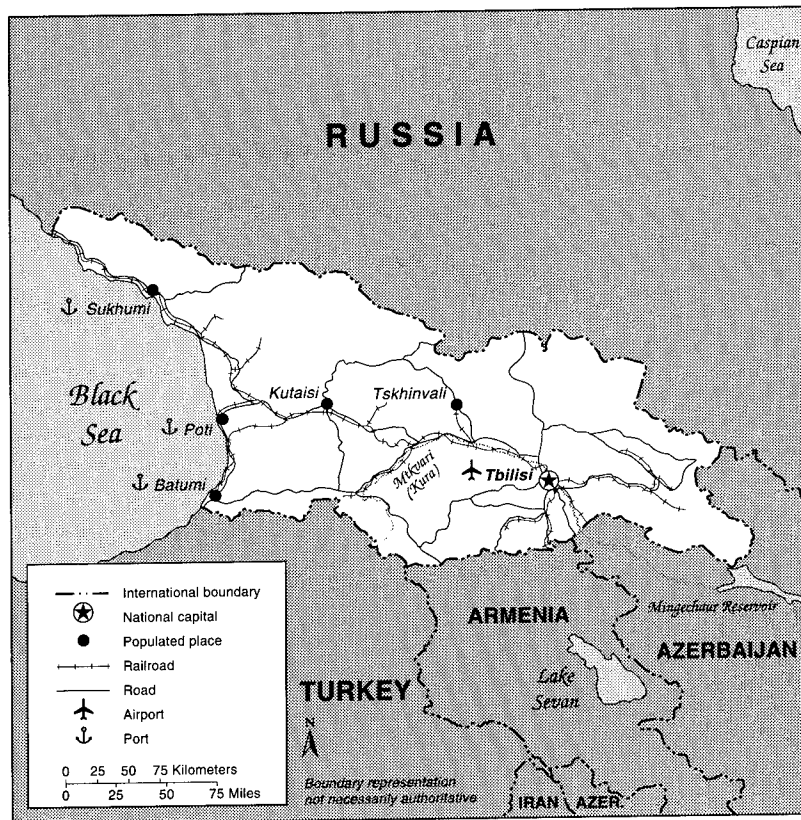 Caspian
Sea
RUSSIA
Sukhumi
Black
Sea
Kutaisi
Tskhinvali
Poti
Batumi
Mtkvari
(Kura)
Tbilisi
International boundary
National capital
Populated place
Railroad
Road
Airport
Port
0 25 50 75 Kilometers
0 25 50 75 Miles
TURKEY
N
Boundary representation
not necessarily authoritative
ARMENIA
Mingechaur Reservoir
AZERBAIJAN
Lake
Sevan
IRAN
AZER.